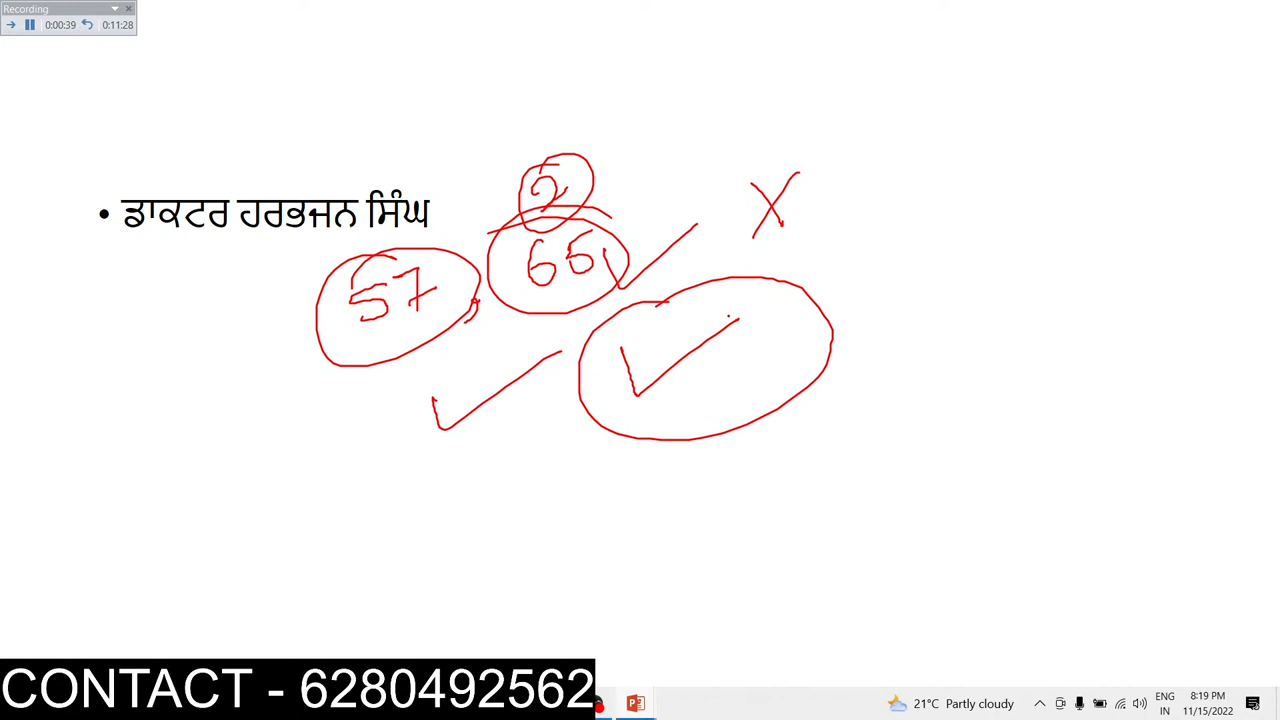 Recording
0:00:39 0:11:28
2
• ਡਾਕਟਰ ਹਰਭਜਨ ਸਿੰਘ
57, 66
CONTACT - 6280492562
21°C Partly cloudy
ENG
IN
8:19 PM
11/15/2022